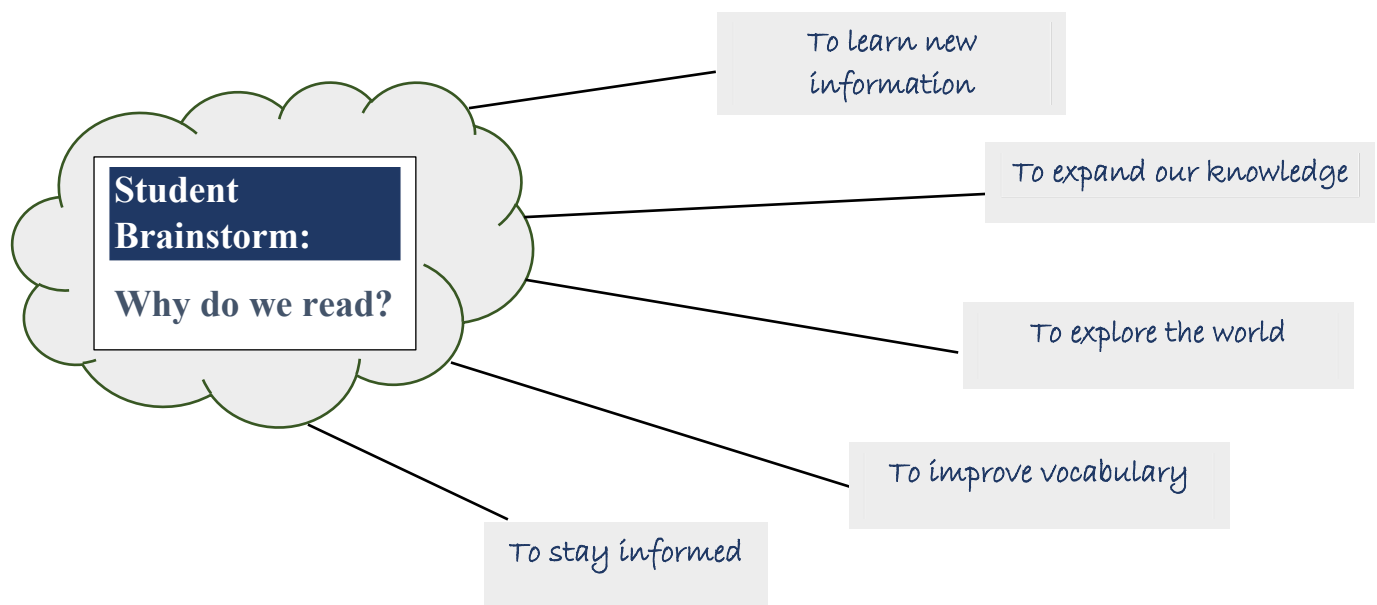 Student
Brainstorm:
Why do we read?
To learn new
information
To expand our knowledge
To explore the world
To improve vocabulary
To stay informed